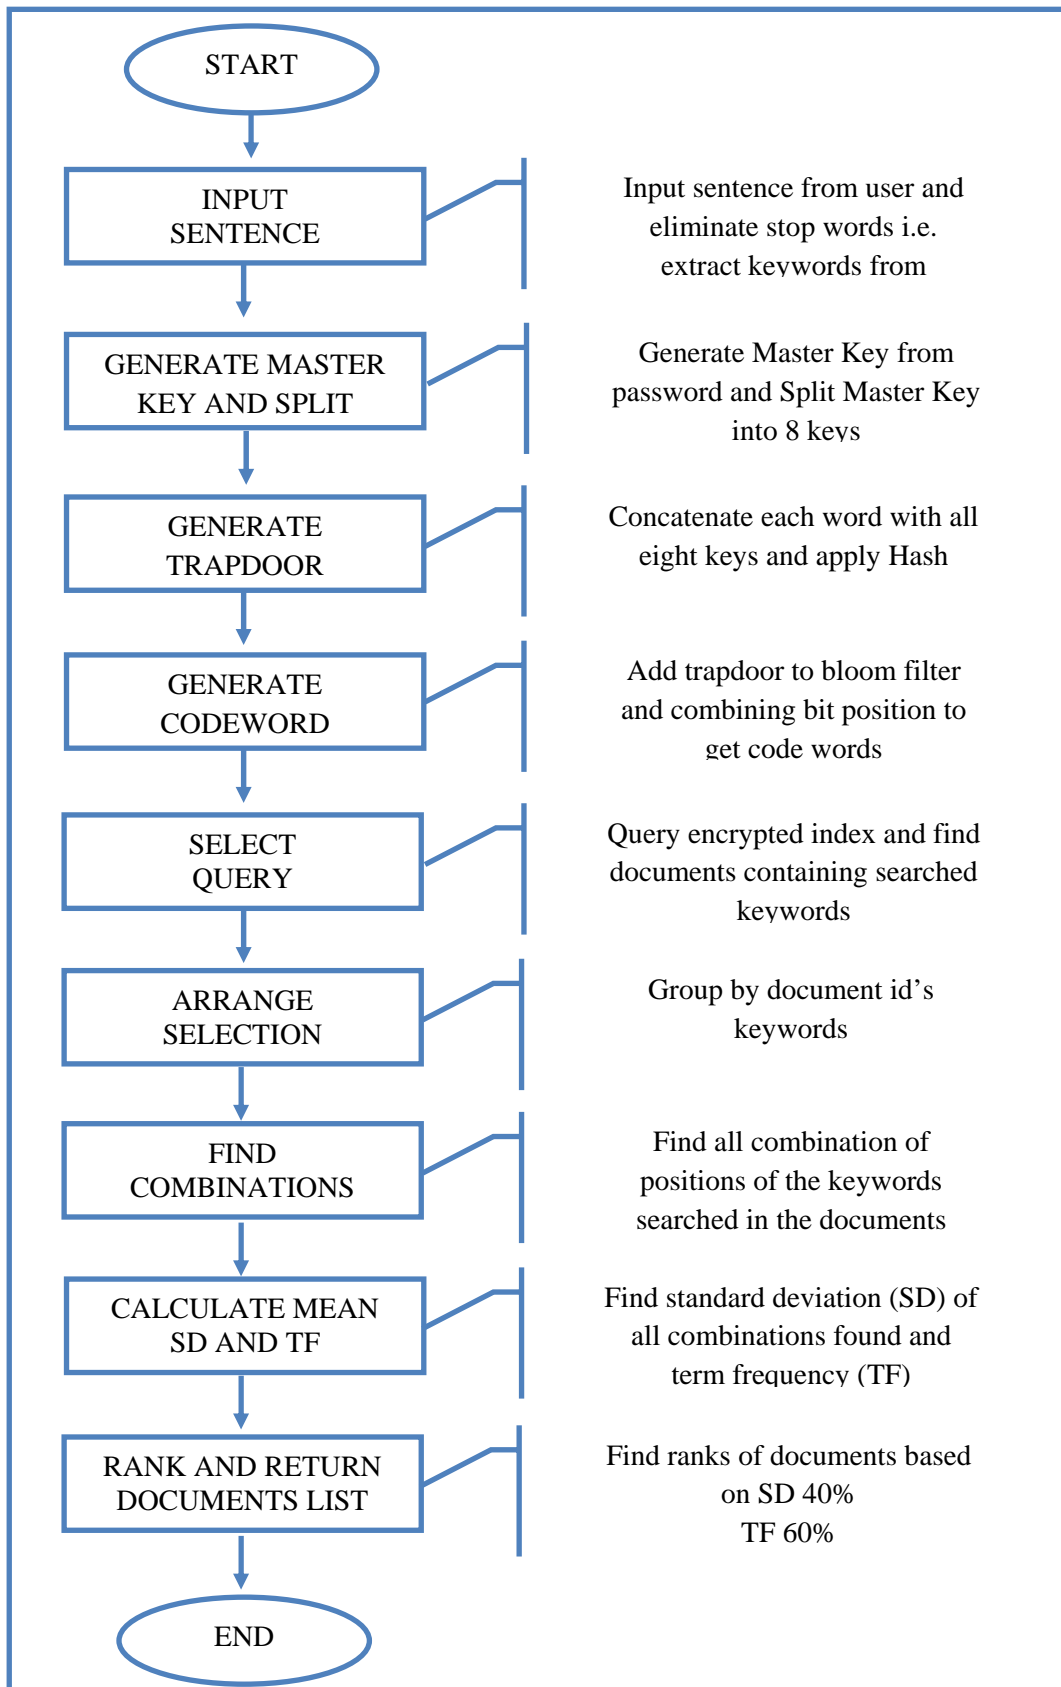 START
INPUT
SENTENCE
Input sentence from user and
eliminate stop words i.e.
extract keywords from
GENERATE MASTER
KEY AND SPLIT
Generate Master Key from
password and Split Master Key
into 8 keys
GENERATE
TRAPDOOR
Concatenate each word with all
eight keys and apply Hash
GENERATE
CODEWORD
Add trapdoor to bloom filter
and combining bit position to
get code words
SELECT
QUERY
Query encrypted index and find
documents containing searched
keywords
ARRANGE
SELECTION
Group by document id’s
keywords
FIND
COMBINATIONS
Find all combination of
positions of the keywords
searched in the documents
CALCULATE MEAN
SD AND TF
Find standard deviation (SD) of
all combinations found and
term frequency (TF)
RANK AND RETURN
DOCUMENTS LIST
Find ranks of documents based
on SD 40%
TF 60%
END